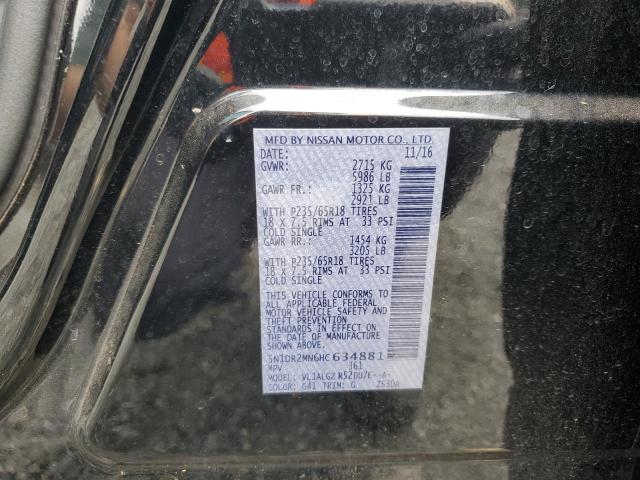 MFD BY NISSAN MOTOR CO., LTD.
DATE: 11/16
GVWR: 2715 KG
5986 LB
GAWR FR.: 1325 KG
2921 LB
WITH P235/65R18 TIRES
18 X 7.5 RIMS AT 33 PSI
COLD SINGLE
GAWR RR.: 1454 KG
3205 LB
WITH P235/65R18 TIRES
18 X 7.5 RIMS AT 33 PSI
COLD SINGLE
THIS VEHICLE CONFORMS TO
ALL APPLICABLE FEDERAL
MOTOR VEHICLE SAFETY AND
THEFT PREVENTION
STANDARDS IN EFFECT ON
THE DATE OF MANUFACTURE
SHOWN ABOVE.
5N1DR2MN6HC634881
MPV J61
MODEL:
COLOR: G41 TRIM: G